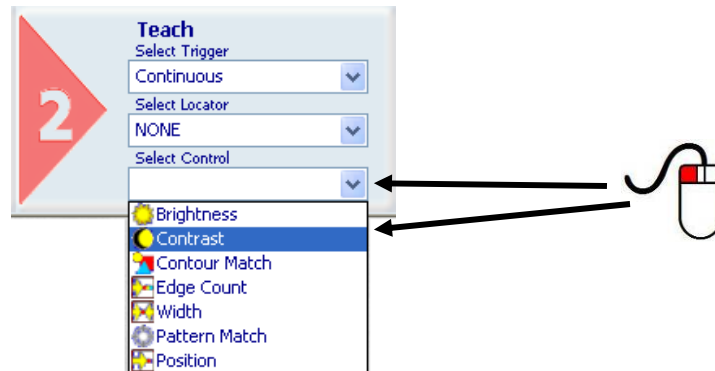 Teach
Select Trigger
Continuous
2
Select Locator
NONE
Select Control
Brightness
Contrast
Contour Match
Edge Count
Width
Pattern Match
Position